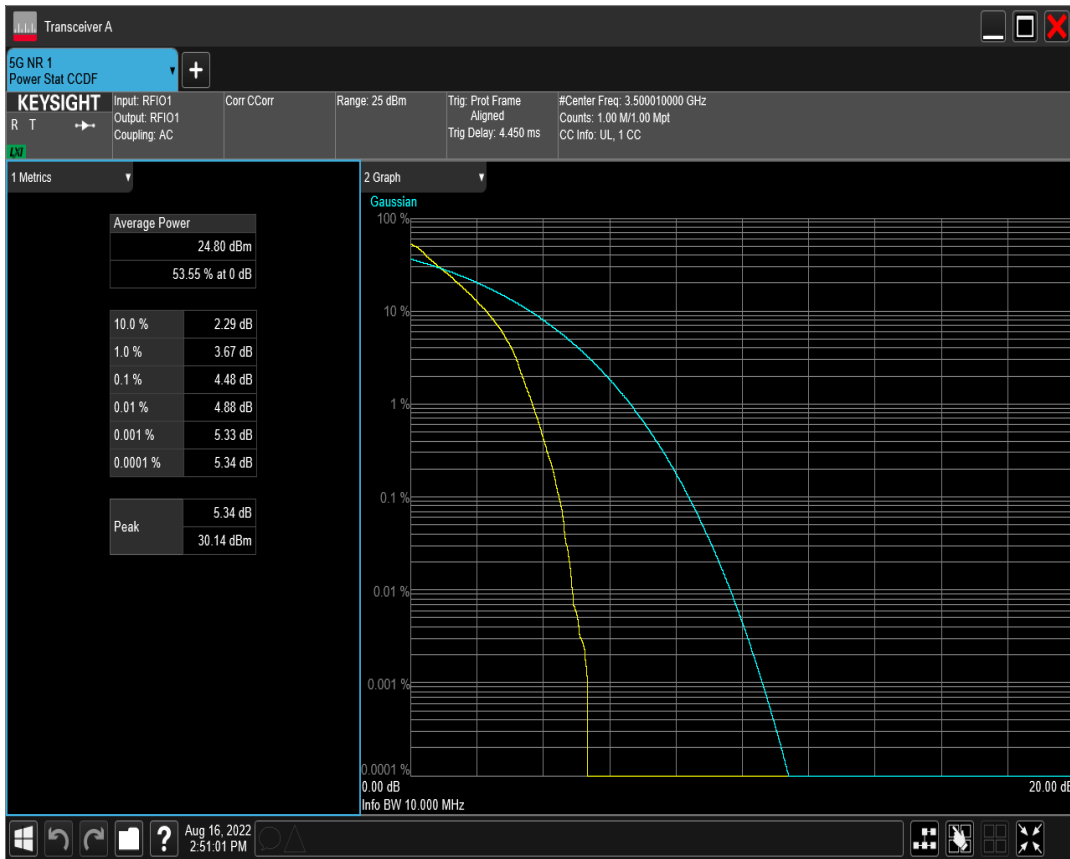 Transceiver A
5G NR 1
Power Stat CCDF
+
KEYSIGHT
R T
LXI
Input: RFIO1
Output: RFIO1
Coupling: AC
Corr CCorr
Range: 25 dBm
Trig: Prot Frame
Aligned
Trig Delay: 4.450 ms
#Center Freq: 3.500010000 GHz
Counts: 1.00 M/1.00 Mpt
CC Info: UL, 1 CC
1 Metrics
Average Power
24.80 dBm
53.55 % at 0 dB
10.0 % 2.29 dB
1.0 % 3.67 dB
0.1 % 4.48 dB
0.01 % 4.88 dB
0.001 % 5.33 dB
0.0001 % 5.34 dB
Peak
5.34 dB
30.14 dBm
2 Graph
Gaussian
100 %
10 %
1 %
0.1 %
0.01 %
0.001 %
0.0001 %
0.00 dB 20.00 dB
Info BW 10.000 MHz
?
Aug 16, 2022
2:51:01 PM